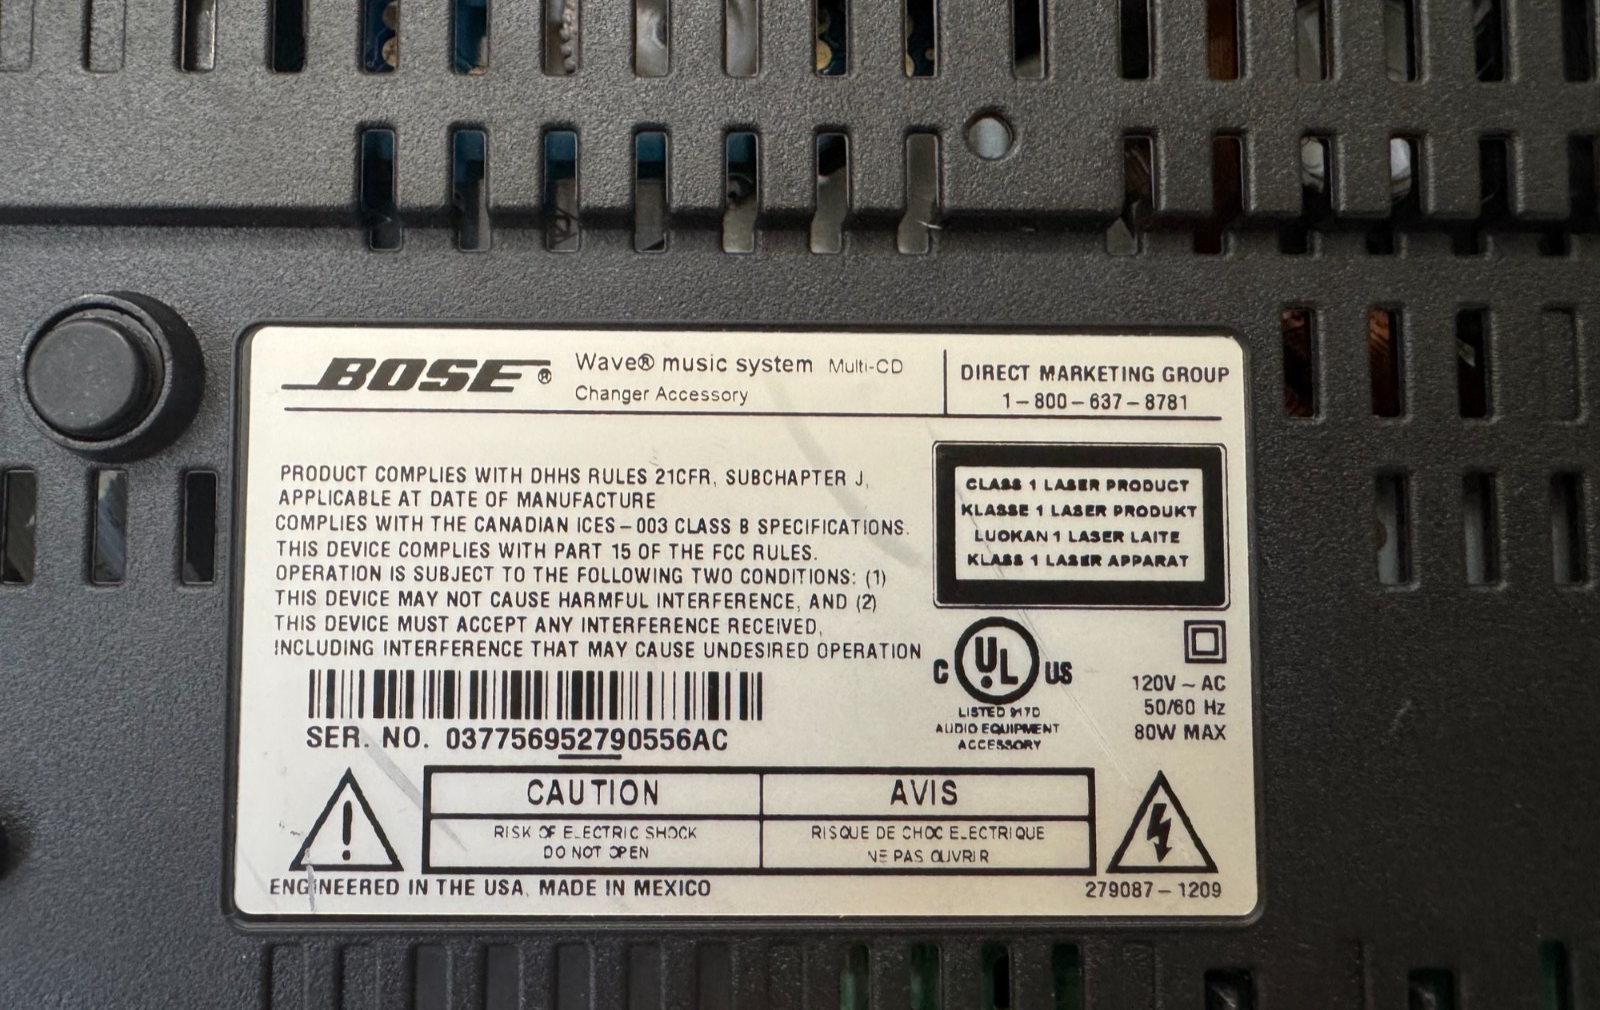 BOSE® Wave® music system Multi-CD
Changer Accessory
DIRECT MARKETING GROUP
1-800-637-8781
PRODUCT COMPLIES WITH DHHS RULES 21CFR, SUBCHAPTER J,
APPLICABLE AT DATE OF MANUFACTURE
COMPLIES WITH THE CANADIAN ICES-003 CLASS B SPECIFICATIONS.
THIS DEVICE COMPLIES WITH PART 15 OF THE FCC RULES.
OPERATION IS SUBJECT TO THE FOLLOWING TWO CONDITIONS: (1)
THIS DEVICE MAY NOT CAUSE HARMFUL INTERFERENCE, AND (2)
THIS DEVICE MUST ACCEPT ANY INTERFERENCE RECEIVED,
INCLUDING INTERFERENCE THAT MAY CAUSE UNDESIRED OPERATION
CLASS 1 LASER PRODUCT
KLASSE 1 LASER PRODUKT
LUOKAN 1 LASER LAITE
KLASS 1 LASER APPARAT
C UL US
LISTED 917D
AUDIO EQUIPMENT
ACCESSORY
120V ~ AC
50/60 Hz
80W MAX
SER. NO. 037756952790556AC
CAUTION
RISK OF ELECTRIC SHOCK
DO NOT OPEN
AVIS
RISQUE DE CHOC ELECTRIQUE
NE PAS OUVRIR
ENGINEERED IN THE USA, MADE IN MEXICO
279087-1209